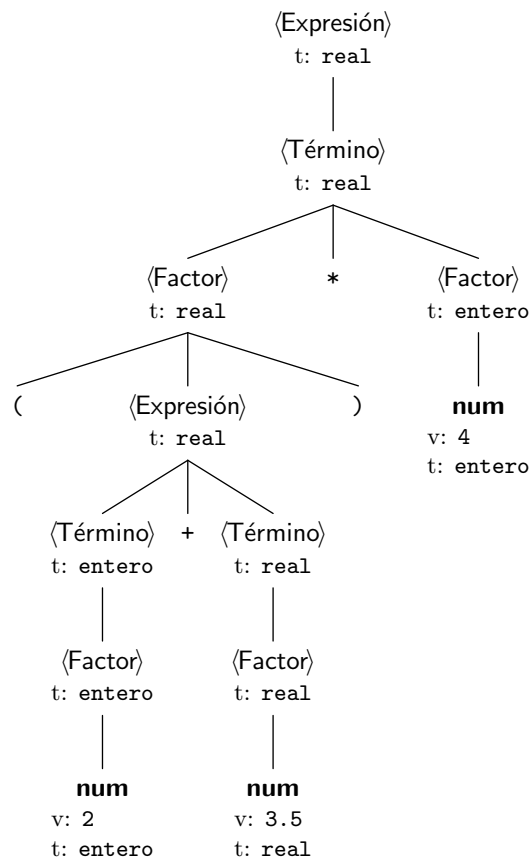 ⟨Expresión⟩
t: real
⟨Término⟩
t: real
⟨Factor⟩ * ⟨Factor⟩
t: real t: entero
( ⟨Expresión⟩ ) num
t: real v: 4
t: entero
⟨Término⟩ + ⟨Término⟩
t: entero t: real
⟨Factor⟩ ⟨Factor⟩
t: entero t: real
num num
v: 2 v: 3.5
t: entero t: real